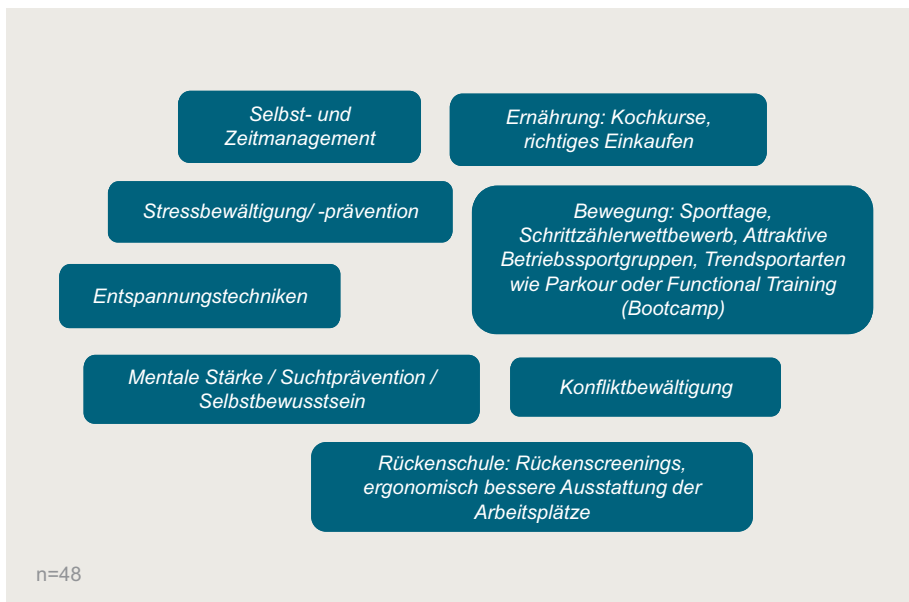 Selbst- und
Zeitmanagement
Ernährung: Kochkurse,
richtiges Einkaufen
Stressbewältigung/ -prävention
Bewegung: Sporttage,
Schrittzählerwettbewerb, Attraktive
Betriebssportgruppen, Trendsportarten
wie Parkour oder Functional Training
(Bootcamp)
Entspannungstechniken
Mentale Stärke / Suchtprävention /
Selbstbewusstsein
Konfliktbewältigung
Rückenschule: Rückenscreenings,
ergonomisch bessere Ausstattung der
Arbeitsplätze
n=48